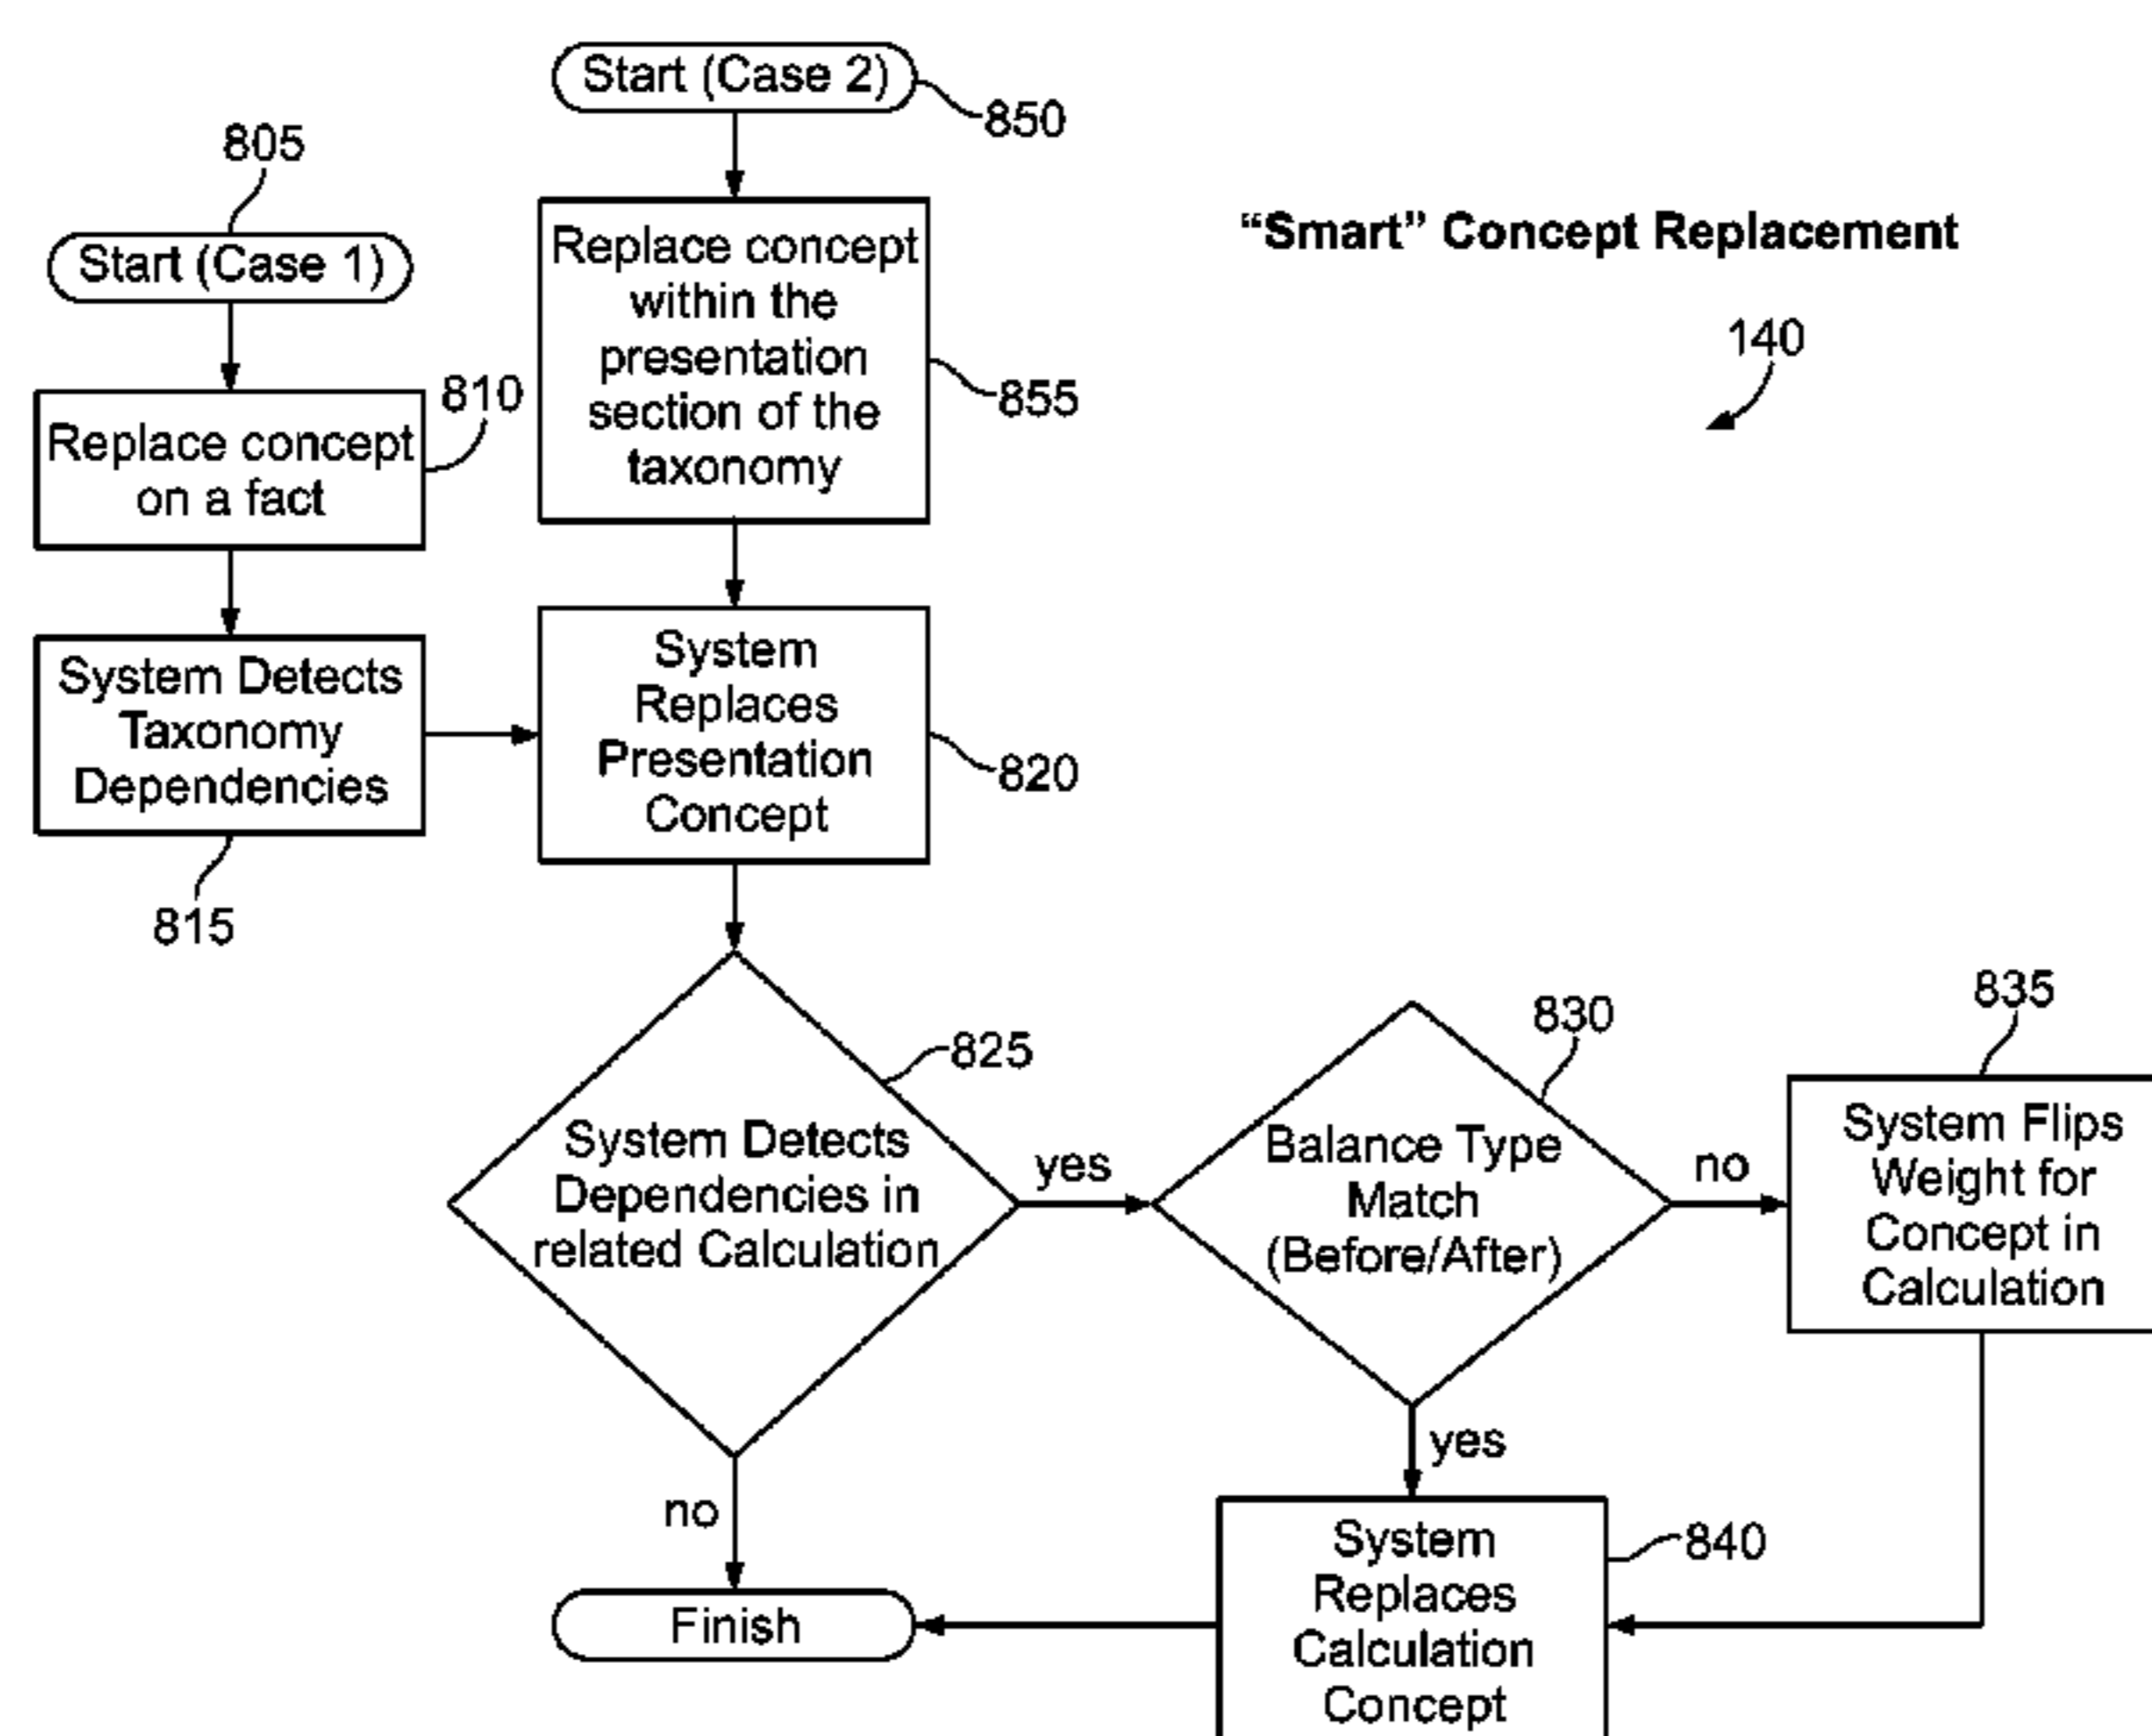 Start (Case 2)
850
805
Start (Case 1)
Replace concept
within the
presentation
section of the
taxonomy
855
“Smart” Concept Replacement
140
810
Replace concept
on a fact
System Detects
Taxonomy
Dependencies
815
System
Replaces
Presentation
Concept
820
825
System Detects
Dependencies in
related Calculation
yes
no
830
Balance Type
Match
(Before/After)
no
yes
835
System Flips
Weight for
Concept in
Calculation
840
System
Replaces
Calculation
Concept
Finish